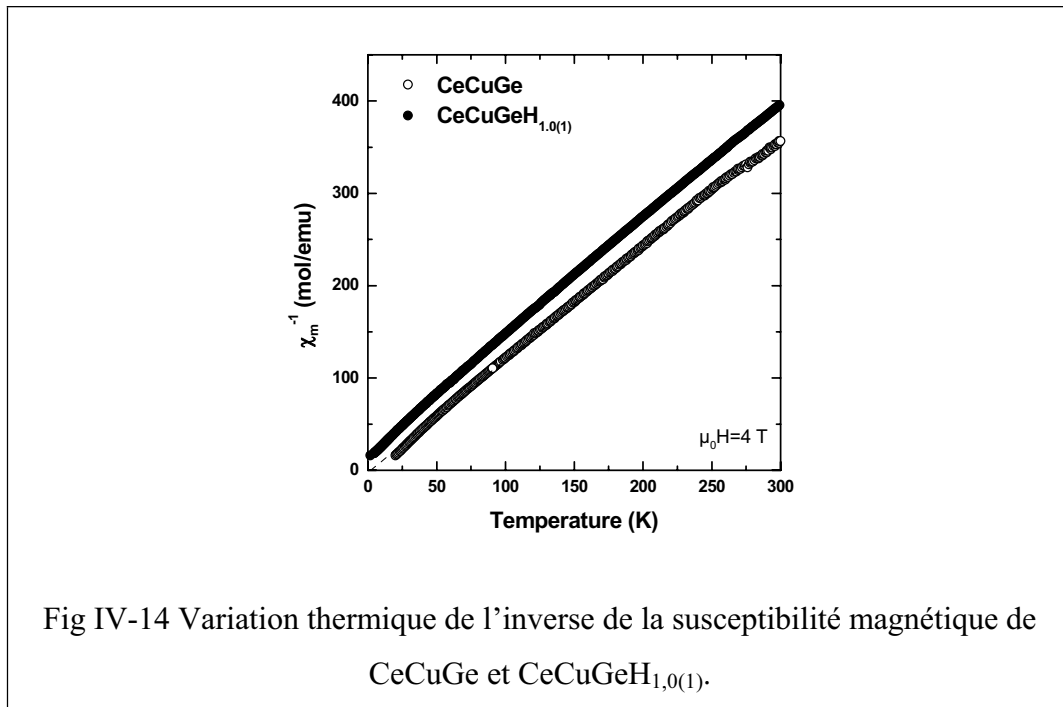 CeCuGe
CeCuGeH1.0(1)
400
300
200
100
0
χm-1 (mol/emu)
μ0H=4 T
0 50 100 150 200 250 300
Temperature (K)
Fig IV-14 Variation thermique de l’inverse de la susceptibilité magnétique de
CeCuGe et CeCuGeH1,0(1).